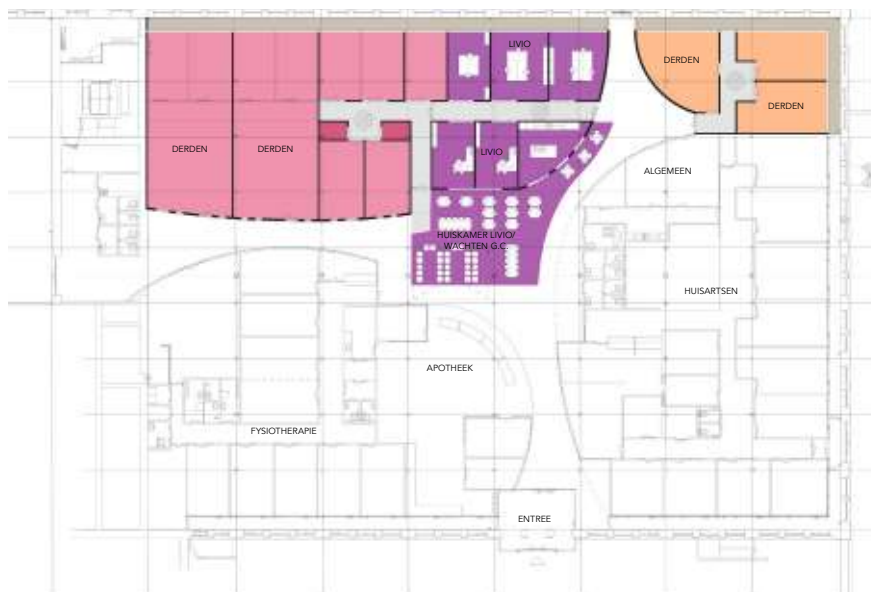 LIVIO
DERDEN
DERDEN
DERDEN
DERDEN
LIVIO
ALGEMEEN
HUISKAMER LIVIO/
WACHTEN G.C.
HUISARTSEN
APOTHEEK
FYSIOTHERAPIE
ENTREE